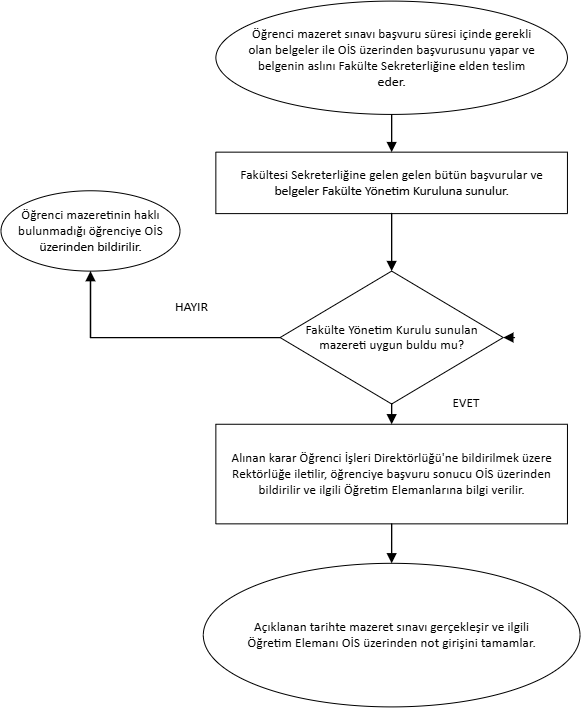 Öğrenci mazeret sınavı başvuru süresi içinde gerekli
olan belgeler ile OİS üzerinden başvurusunu yapar ve
belgenin aslını Fakülte Sekreterliğine elden teslim
eder.
Fakültesi Sekreterliğine gelen gelen bütün başvurular ve
belgeler Fakülte Yönetim Kuruluna sunulur.
Öğrenci mazeretinin haklı
bulunmadığı öğrenciye OİS
üzerinden bildirilir.
HAYIR
Fakülte Yönetim Kurulu sunulan
mazereti uygun buldu mu?
EVET
Alınan karar Öğrenci İşleri Direktörlüğü'ne bildirilmek üzere
Rektörlüğe iletilir, öğrenciye başvuru sonucu OİS üzerinden
bildirilir ve ilgili Öğretim Elemanlarına bilgi verilir.
Açıklanan tarihte mazeret sınavı gerçekleşir ve ilgili
Öğretim Elemanı OİS üzerinden not girişini tamamlar.